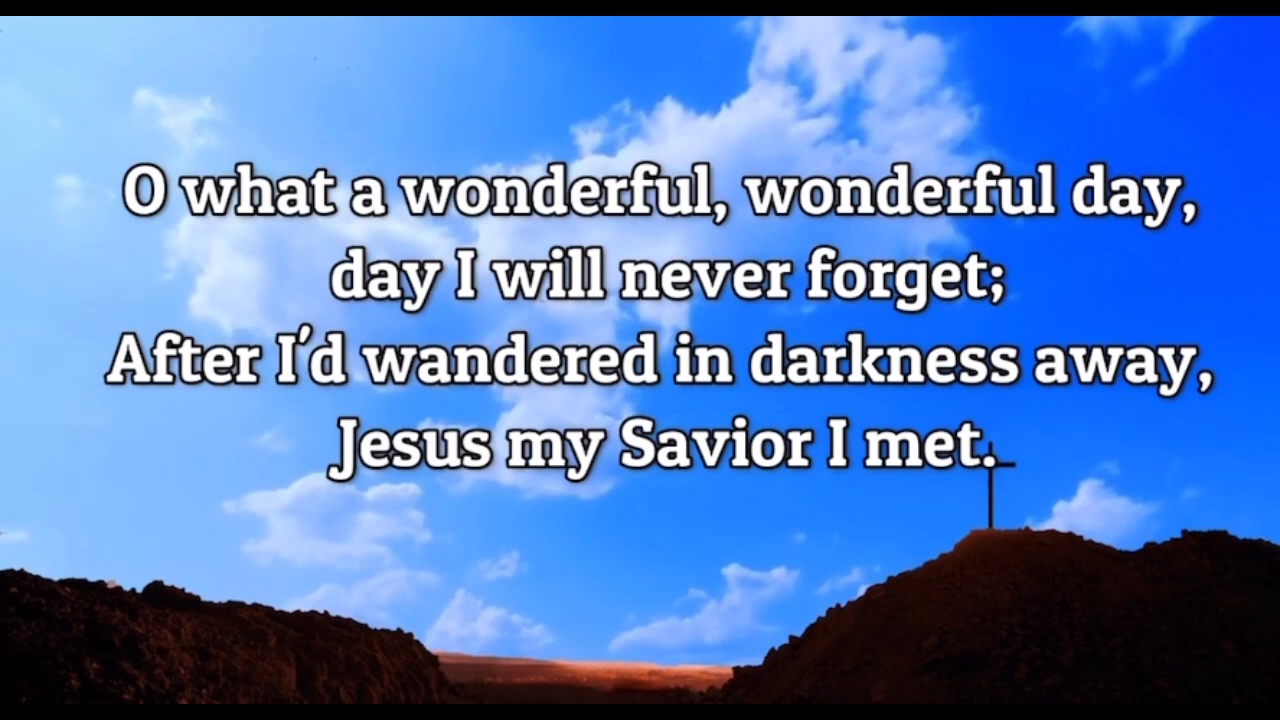 O what a wonderful, wonderful day,
day I will never forget;
After I'd wandered in darkness away,
Jesus my Savior I met.